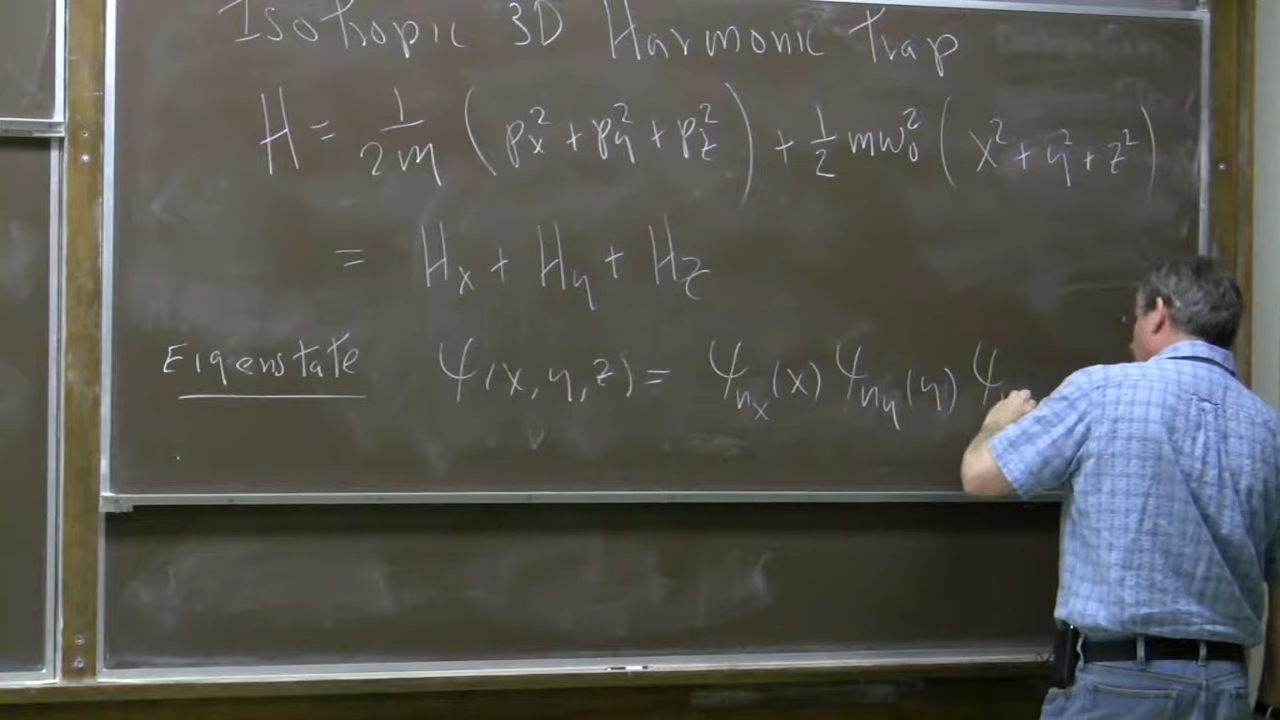 Isotropic 3D Harmonic Trap
H = 1/2m (px² + py² + pz²) + 1/2 mω₀² (x² + y² + z²)
= Hx + Hy + Hz
Eigenstate ψ(x, y, z) = ψnx(x) ψny(y) ψ